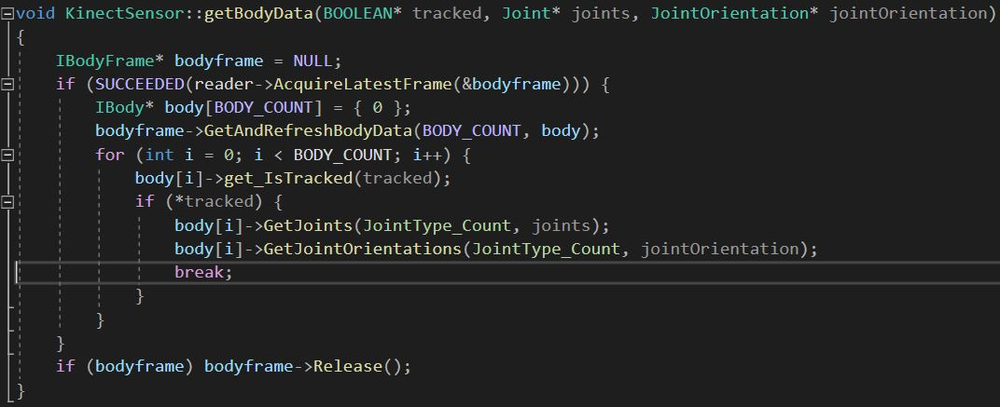 void KinectSensor::getBodyData(BOOLEAN* tracked, Joint* joints, JointOrientation* jointOrientation)
{
    IBodyFrame* bodyframe = NULL;
    if (SUCCEEDED(reader->AcquireLatestFrame(&bodyframe))) {
        IBody* body[BODY_COUNT] = { 0 };
        bodyframe->GetAndRefreshBodyData(BODY_COUNT, body);
        for (int i = 0; i < BODY_COUNT; i++) {
            body[i]->get_IsTracked(tracked);
            if (*tracked) {
                body[i]->GetJoints(JointType_Count, joints);
                body[i]->GetJointOrientations(JointType_Count, jointOrientation);
                break;
            }
        }
    }
    if (bodyframe) bodyframe->Release();
}